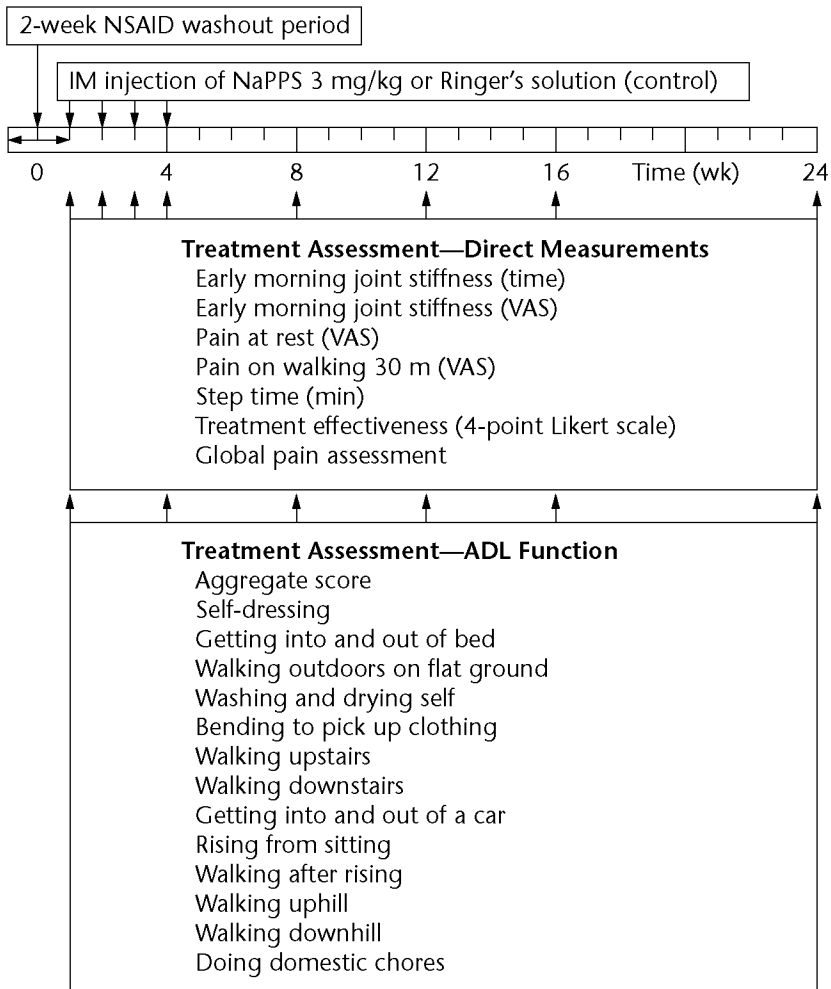 2-week NSAID washout period
IM injection of NaPPS 3 mg/kg or Ringer’s solution (control)
0 4 8 12 16 Time (wk) 24
Treatment Assessment—Direct Measurements
Early morning joint stiffness (time)
Early morning joint stiffness (VAS)
Pain at rest (VAS)
Pain on walking 30 m (VAS)
Step time (min)
Treatment effectiveness (4-point Likert scale)
Global pain assessment
Treatment Assessment—ADL Function
Aggregate score
Self-dressing
Getting into and out of bed
Walking outdoors on flat ground
Washing and drying self
Bending to pick up clothing
Walking upstairs
Walking downstairs
Getting into and out of a car
Rising from sitting
Walking after rising
Walking uphill
Walking downhill
Doing domestic chores